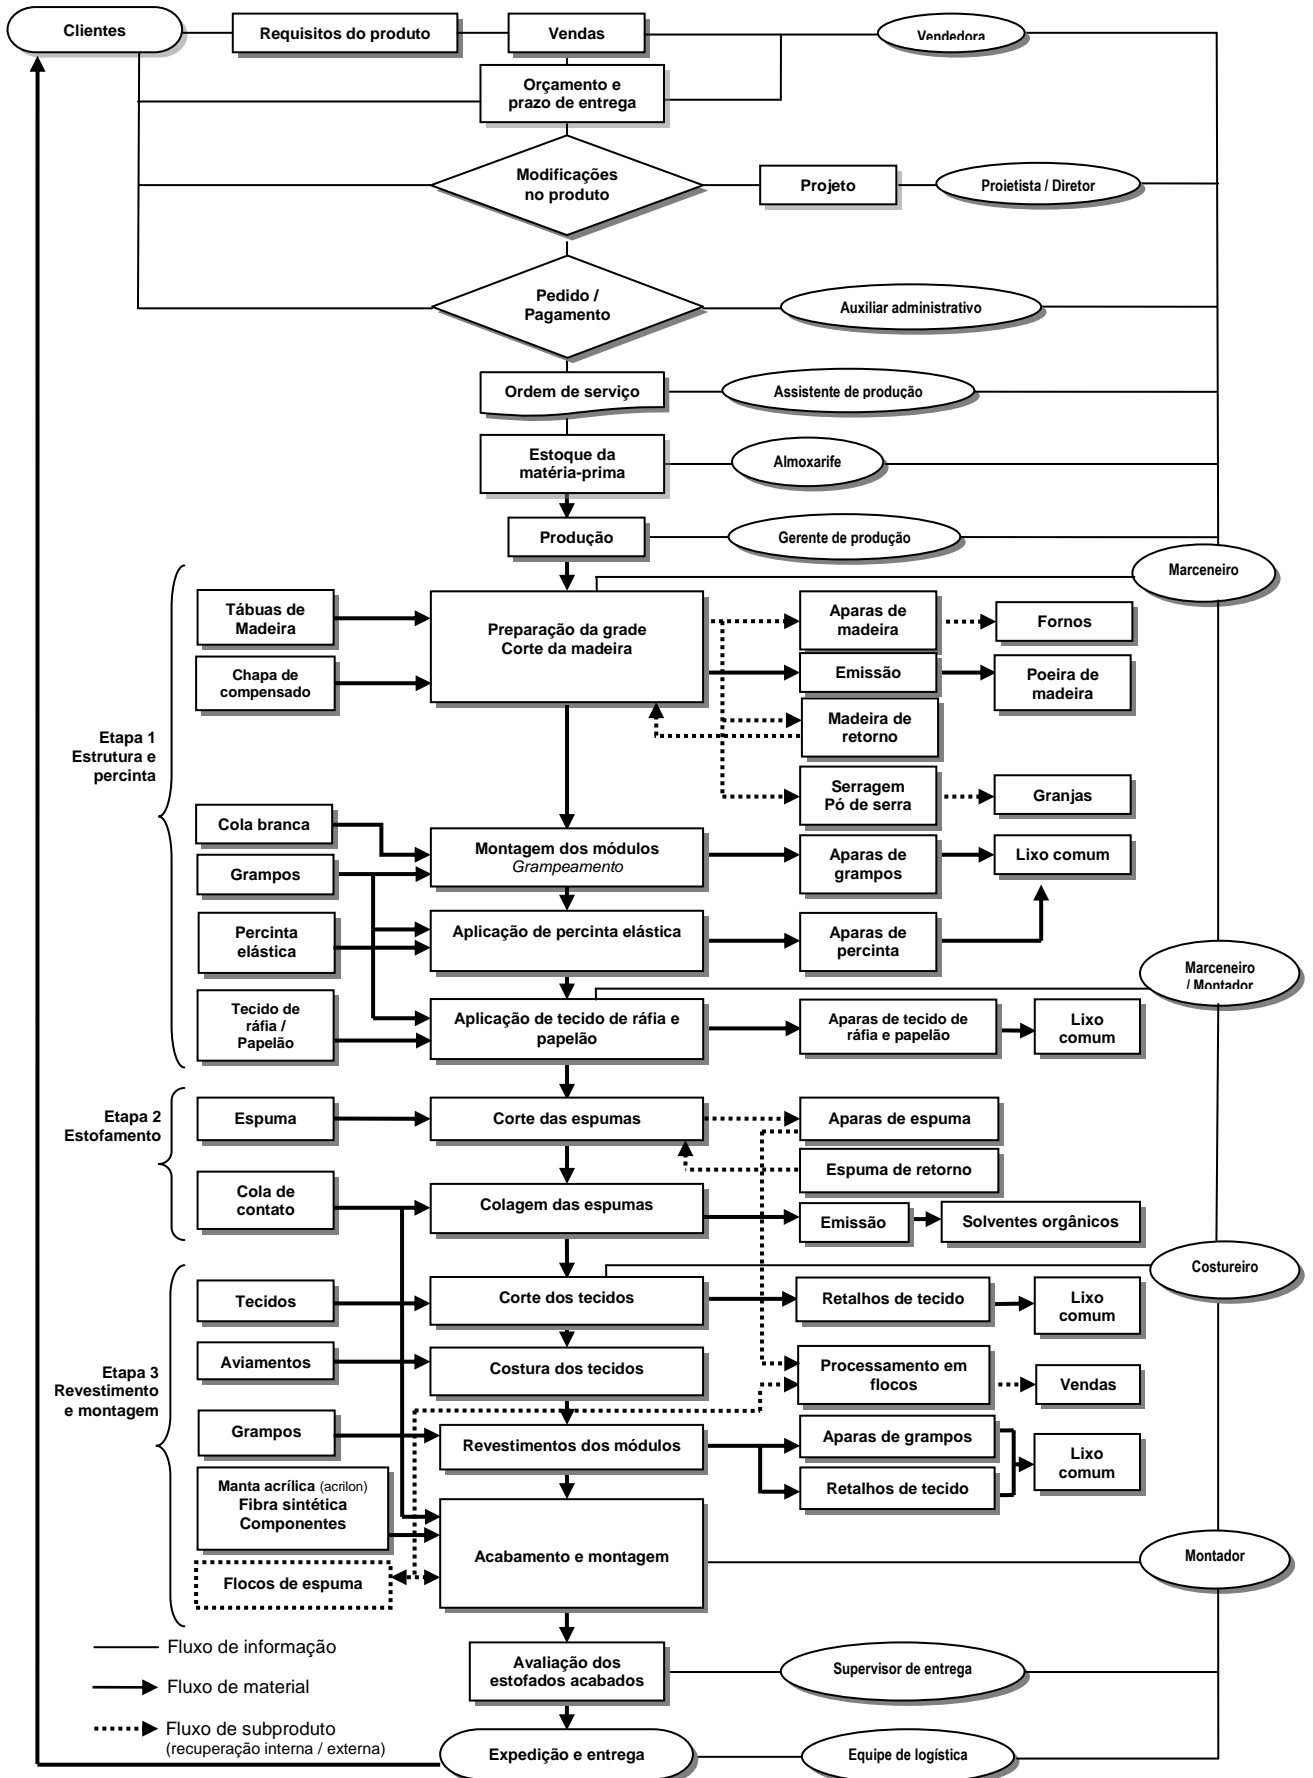 Clientes
Requisitos do produto
Vendas
Vendedora
Orçamento e
prazo de entrega
Modificações
no produto
Projeto
Projetista / Diretor
Pedido /
Pagamento
Auxiliar administrativo
Ordem de serviço
Assistente de produção
Estoque da
matéria-prima
Almoxarife
Produção
Gerente de produção
Marceneiro
Etapa 1
Estrutura e
percinta
Tábuas de
Madeira
Preparação da grade
Corte da madeira
Aparas de
madeira
Fornos
Chapa de
compensado
Emissão
Poeira de
madeira
Madeira de
retorno
Serragem
Pó de serra
Granjas
Cola branca
Montagem dos módulos
Grampeamento
Aparas de
grampos
Lixo comum
Grampos
Percinta
elástica
Aplicação de percinta elástica
Aparas de
percinta
Marceneiro
/ Montador
Tecido de
ráfia /
Papelão
Aplicação de tecido de ráfia e
papelão
Aparas de tecido de
ráfia e papelão
Lixo
comum
Etapa 2
Estofamento
Espuma
Corte das espumas
Aparas de espuma
Espuma de retorno
Cola de
contato
Colagem das espumas
Emissão
Solventes orgânicos
Costureiro
Etapa 3
Revestimento
e montagem
Tecidos
Corte dos tecidos
Retalhos de tecido
Lixo
comum
Aviamentos
Costura dos tecidos
Processamento em
flocos
Vendas
Grampos
Revestimentos dos módulos
Aparas de grampos
Retalhos de tecido
Lixo
comum
Manta acrílica (acrilon)
Fibra sintética
Componentes
Acabamento e montagem
Montador
Flocos de espuma
Fluxo de informação
Fluxo de material
Fluxo de subproduto
(recuperação interna / externa)
Avaliação dos
estofados acabados
Supervisor de entrega
Expedição e entrega
Equipe de logística